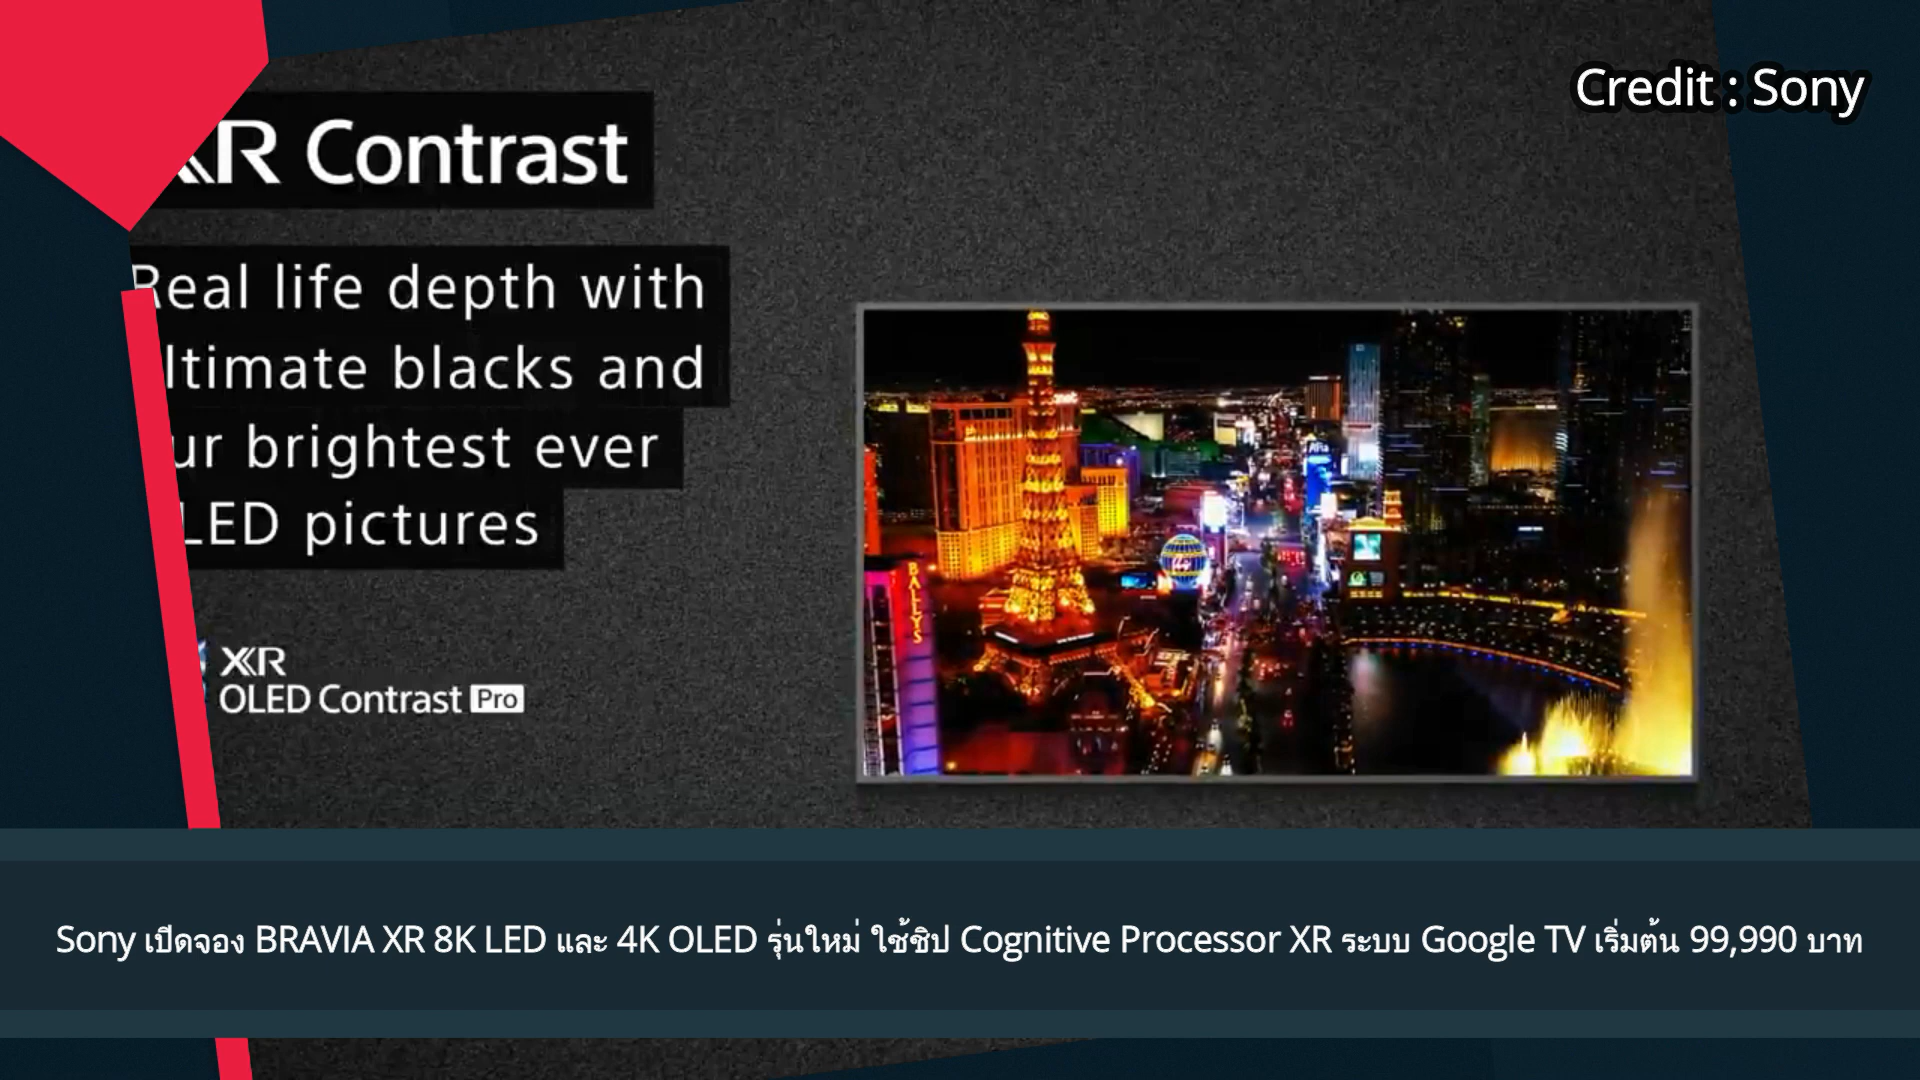 Credit : Sony
XR Contrast
Real life depth with
ltimate blacks and
ur brightest ever
LED pictures
XR
OLED Contrast Pro
BALLYS
Sony เปิดจอง BRAVIA XR 8K LED และ 4K OLED รุ่นใหม่ ใช้ชิป Cognitive Processor XR ระบบ Google TV เริ่มต้น 99,990 บาท